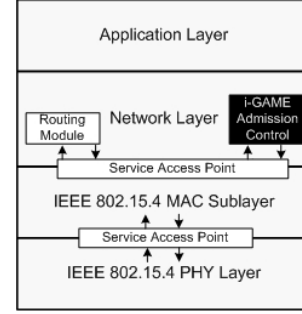 Application Layer
Routing
Module
Network Layer
i-GAME
Admission
Control
Service Access Point
IEEE 802.15.4 MAC Sublayer
Service Access Point
IEEE 802.15.4 PHY Layer